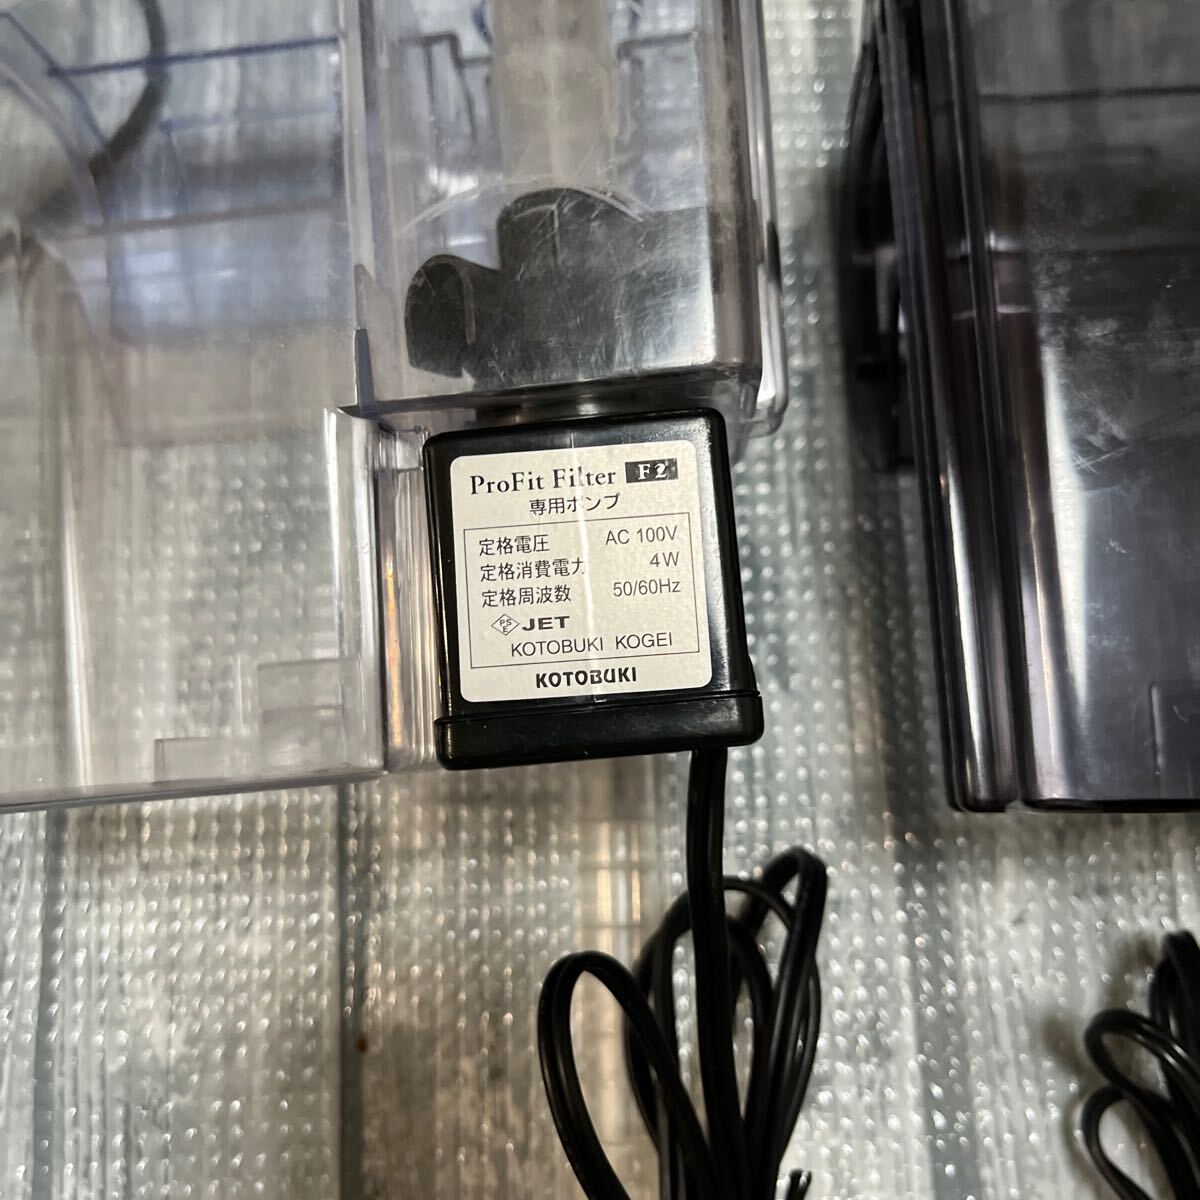 ProFit Filter F2
専用ポンプ
定格電圧 AC 100V
定格消費電力 4W
定格周波数 50/60Hz
PSE JET
KOTOBUKI KOGEI
KOTOBUKI